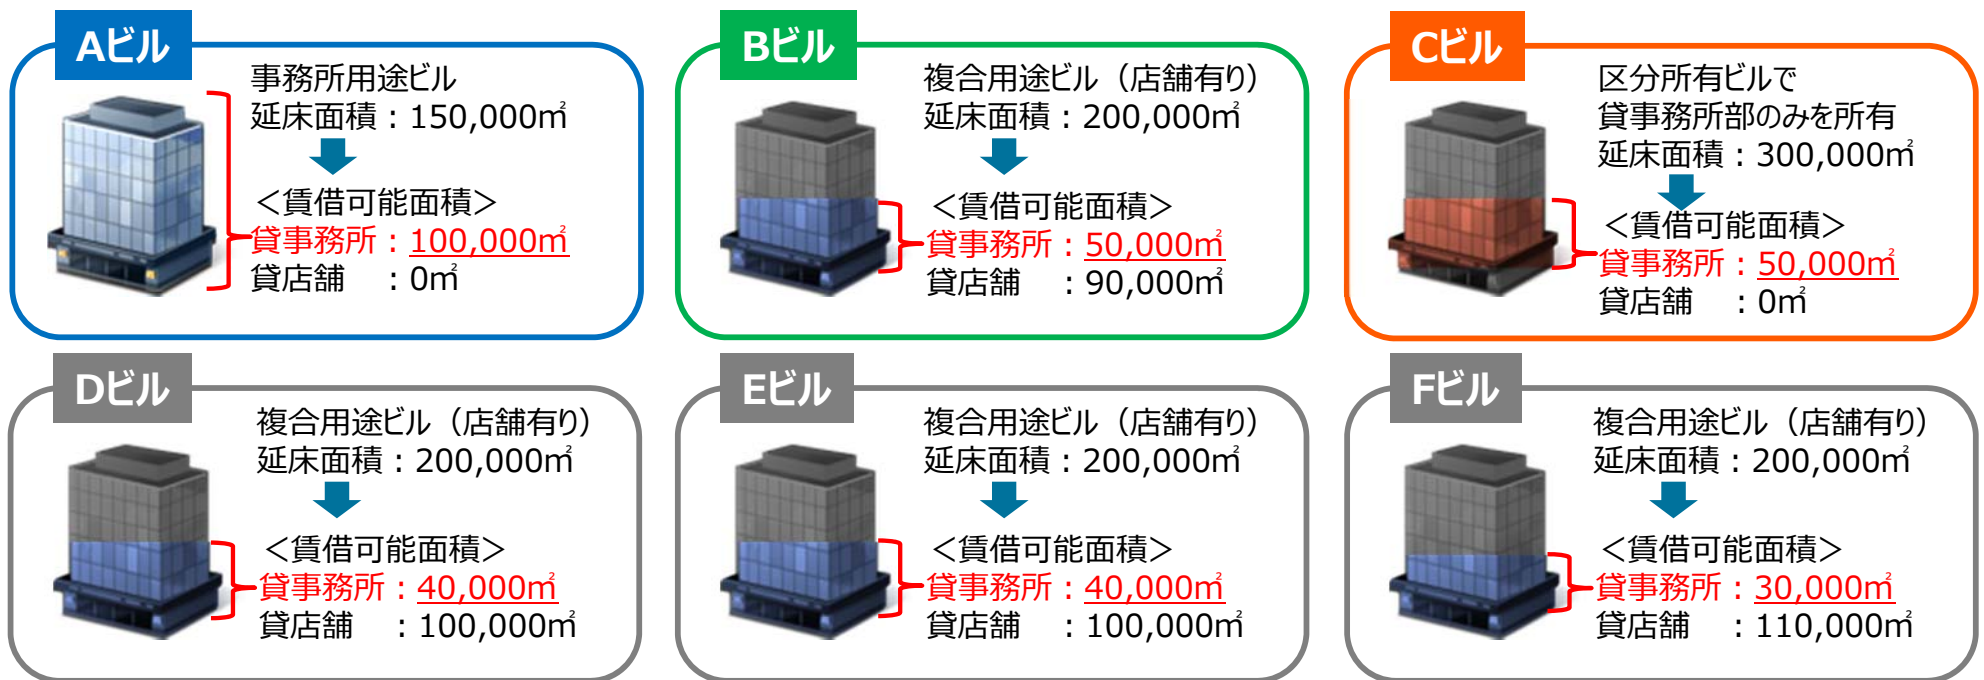 Aビル
事務所用途ビル
延床面積：150,000㎡
＜賃借可能面積＞
貸事務所：100,000㎡
貸店舗　：0㎡
Bビル
複合用途ビル（店舗有り）
延床面積：200,000㎡
＜賃借可能面積＞
貸事務所：50,000㎡
貸店舗　：90,000㎡
Cビル
区分所有ビルで
貸事務所部のみを所有
延床面積：300,000㎡
＜賃借可能面積＞
貸事務所：50,000㎡
貸店舗　：0㎡
Dビル
複合用途ビル（店舗有り）
延床面積：200,000㎡
＜賃借可能面積＞
貸事務所：40,000㎡
貸店舗　：100,000㎡
Eビル
複合用途ビル（店舗有り）
延床面積：200,000㎡
＜賃借可能面積＞
貸事務所：40,000㎡
貸店舗　：100,000㎡
Fビル
複合用途ビル（店舗有り）
延床面積：200,000㎡
＜賃借可能面積＞
貸事務所：30,000㎡
貸店舗　：110,000㎡